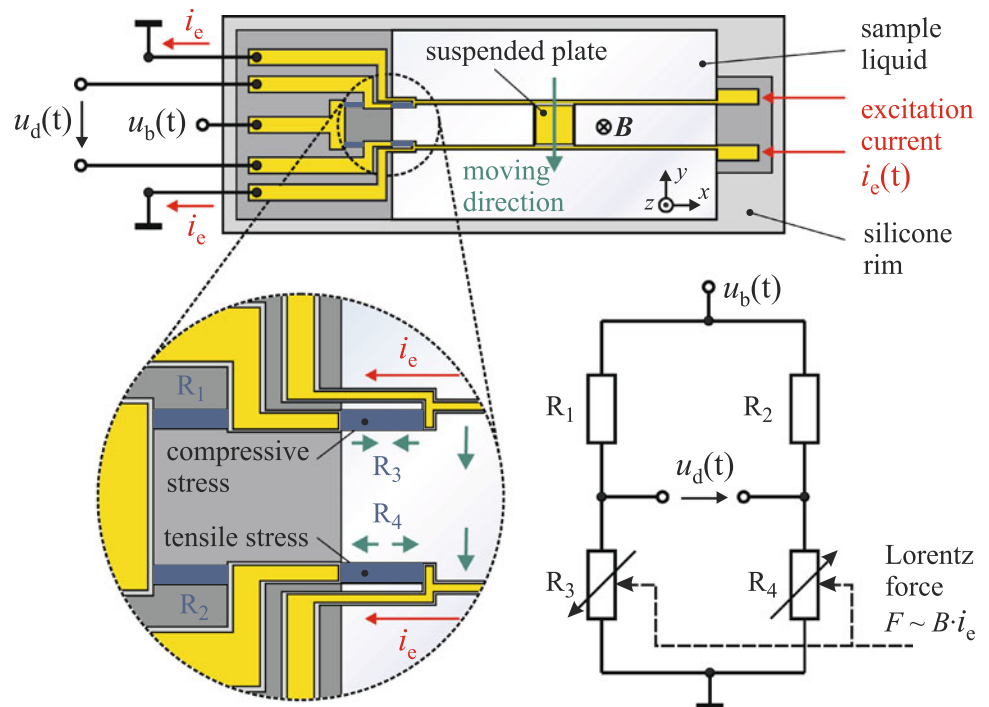 i_e
suspended plate
sample
liquid
u_d(t)
u_b(t)
B
excitation
current
i_e(t)
moving
direction
y
z
x
i_e
silicone
rim
i_e
R_1
compressive
stress
R_3
R_4
tensile stress
R_2
i_e
u_b(t)
R_1
R_2
u_d(t)
R_3
R_4
Lorentz
force
F ~ B·i_e